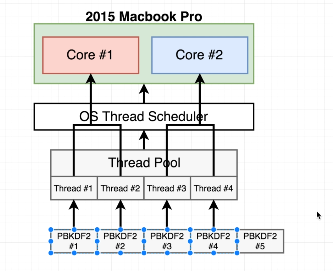 2015 Macbook Pro
Core #1
Core #2
OS Thread Scheduler
Thread Pool
Thread #1
Thread #2
Thread #3
Thread #4
PBKDF2
#1
PBKDF2
#2
PBKDF2
#3
PBKDF2
#4
PBKDF2
#5